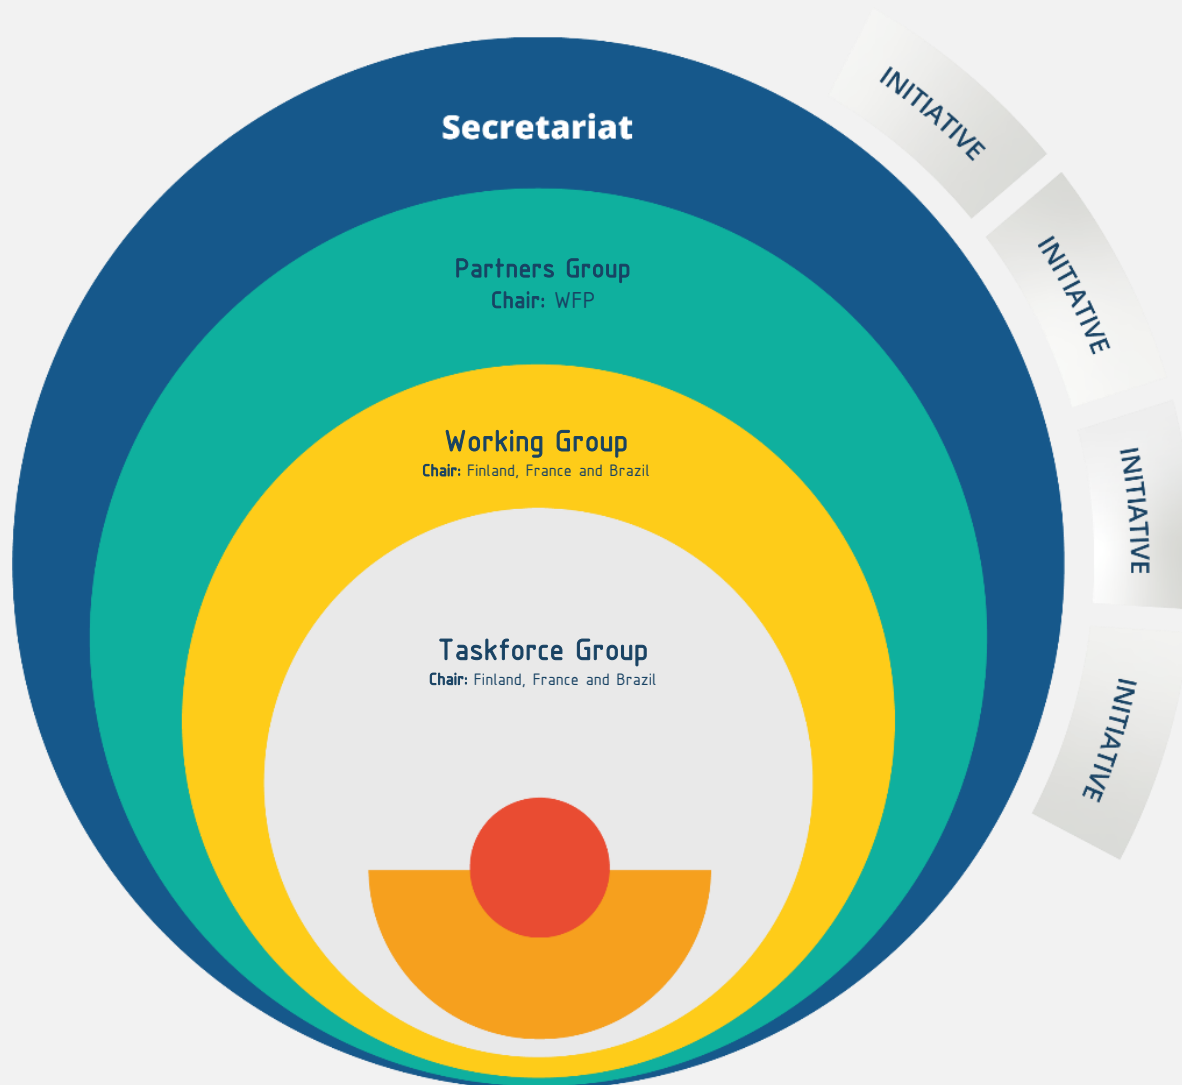 Secretariat
Partners Group
Chair: WFP
Working Group
Chair: Finland, France and Brazil
Taskforce Group
Chair: Finland, France and Brazil
INITIATIVE
INITIATIVE
INITIATIVE
INITIATIVE